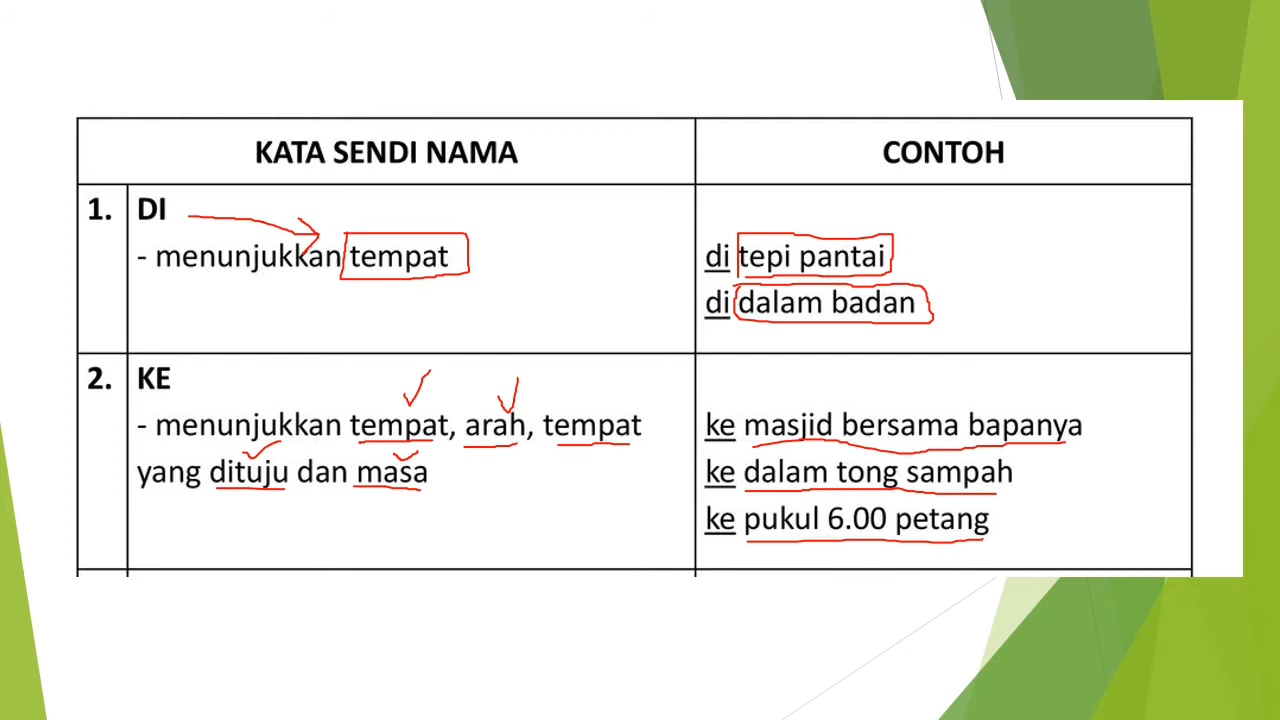 KATA SENDI NAMA
CONTOH
1.
DI
- menunjukkan tempat
di tepi pantai
di dalam badan
2.
KE
- menunjukkan tempat, arah, tempat
yang dituju dan masa
ke masjid bersama bapanya
ke dalam tong sampah
ke pukul 6.00 petang